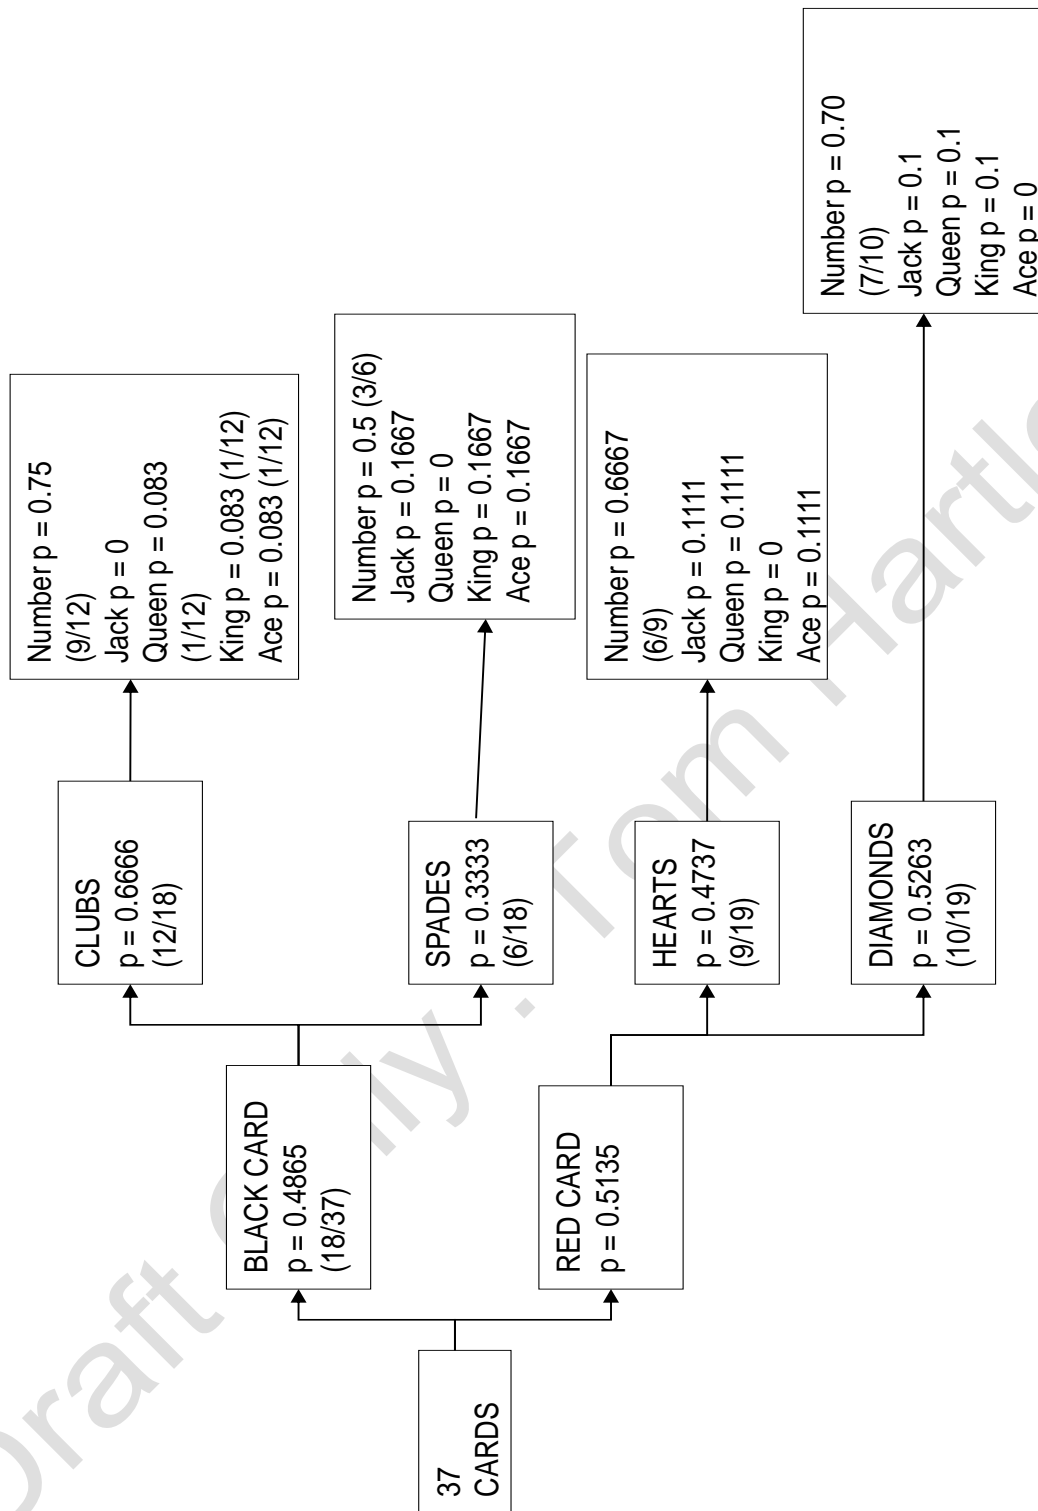 37
CARDS
BLACK CARD
p = 0.4865
(18/37)
RED CARD
p = 0.5135
CLUBS
p = 0.6666
(12/18)
SPADES
p = 0.3333
(6/18)
HEARTS
p = 0.4737
(9/19)
DIAMONDS
p = 0.5263
(10/19)
Number p = 0.75
(9/12)
Jack p = 0
Queen p = 0.083
(1/12)
King p = 0.083 (1/12)
Ace p = 0.083 (1/12)
Number p = 0.5 (3/6)
Jack p = 0.1667
Queen p = 0
King p = 0.1667
Ace p = 0.1667
Number p = 0.6667
(6/9)
Jack p = 0.1111
Queen p = 0.1111
King p = 0
Ace p = 0.1111
Number p = 0.70
(7/10)
Jack p = 0.1
Queen p = 0.1
King p = 0.1
Ace p = 0